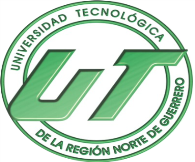 UNIVERSIDAD TECNOLÓGICA
UT
DE LA REGIÓN NORTE DE GUERRERO